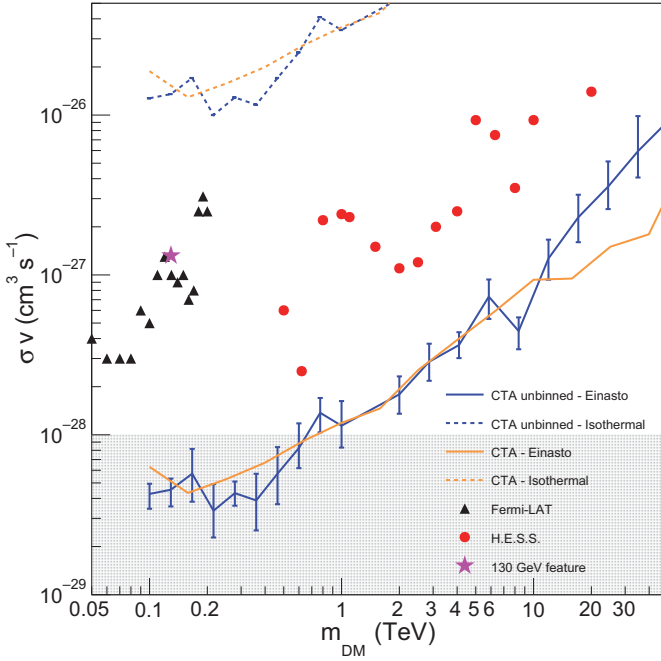 σ v (cm³ s⁻¹)
10⁻²⁶
10⁻²⁷
10⁻²⁸
10⁻²⁹
CTA unbinned - Einasto
CTA unbinned - Isothermal
CTA - Einasto
CTA - Isothermal
Fermi-LAT
H.E.S.S.
130 GeV feature
0.05 0.1 0.2 1 2 3 4 5 6 10 20 30
m_DM (TeV)